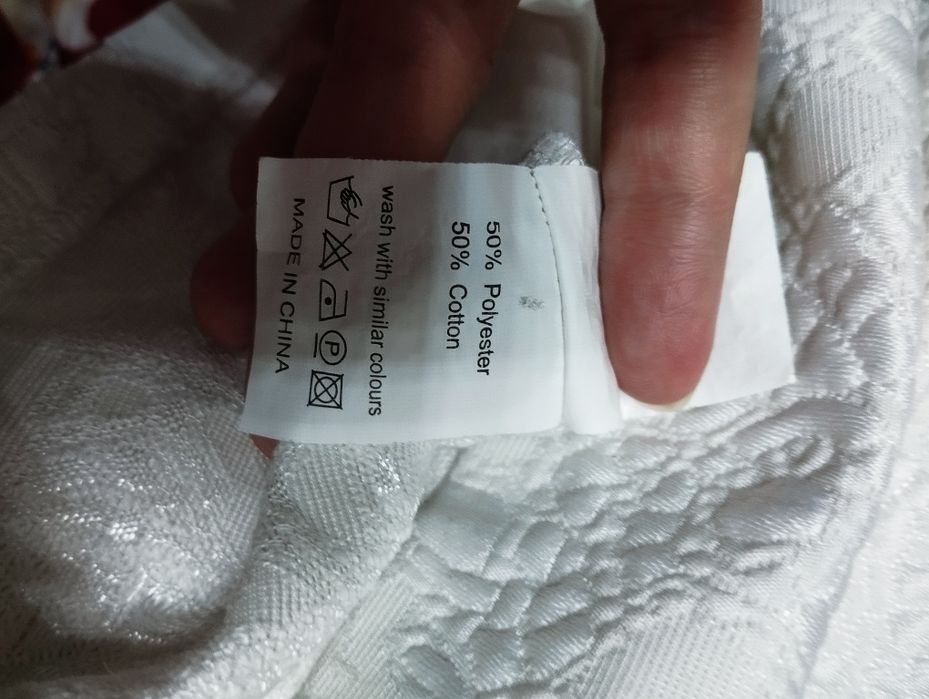 50% Polyester
50% Cotton
wash with similar colours
P
MADE IN CHINA